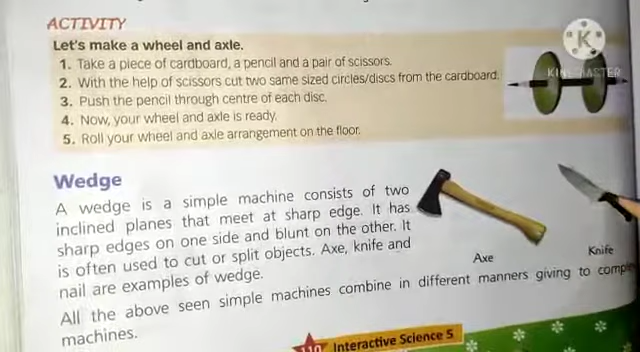 ACTIVITY
Let's make a wheel and axle.
1. Take a piece of cardboard, a pencil and a pair of scissors.
2. With the help of scissors cut two same sized circles/discs from the cardboard.
3. Push the pencil through centre of each disc.
4. Now, your wheel and axle is ready.
5. Roll your wheel and axle arrangement on the floor.
KINEMASTER
Wedge
A wedge is a simple machine consists of two
inclined planes that meet at sharp edge. It has
sharp edges on one side and blunt on the other. It
is often used to cut or split objects. Axe, knife and
nail are examples of wedge.
Axe
Knife
All the above seen simple machines combine in different manners giving to
machines.
110 Interactive Science 5